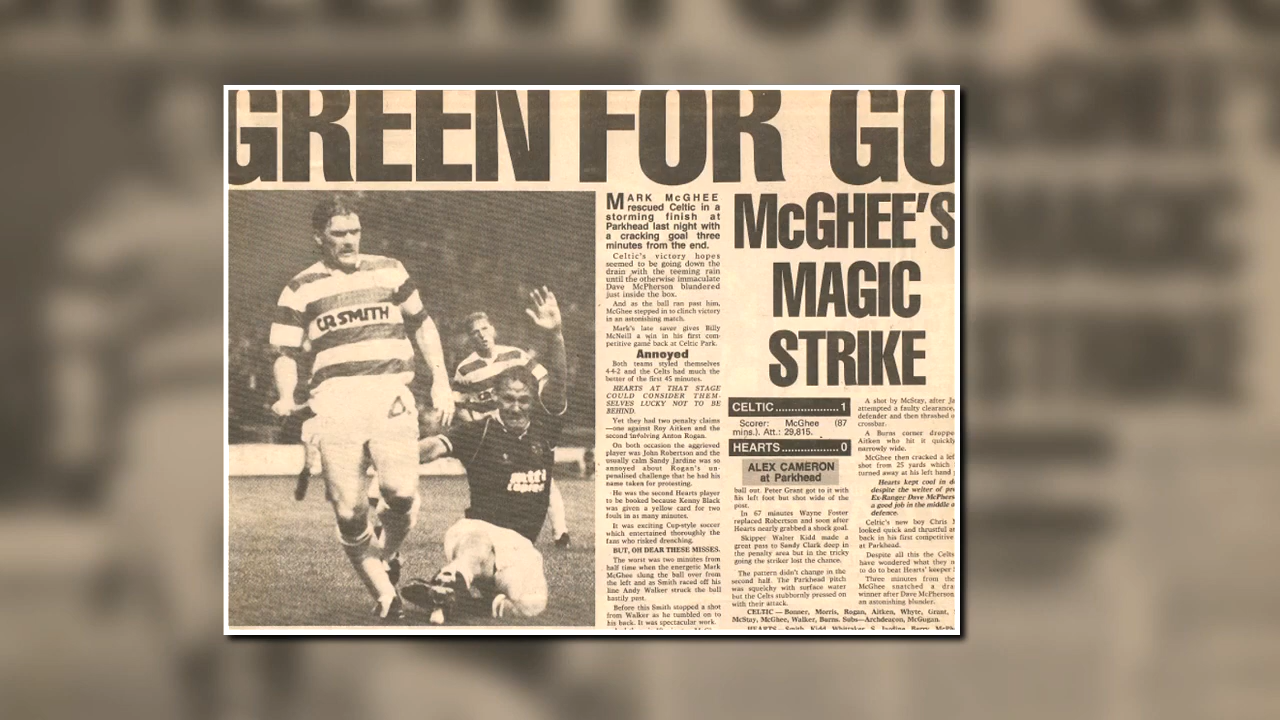 GREEN FOR GO
CR SMITH
MARK McGHEE
rescued Celtic in a
storming finish at
Parkhead last night with
a cracking goal three
minutes from the end.
Celtic's victory hopes
seemed to be going down the
drain with the teeming rain
until the otherwise immaculate
Dave McPherson blundered
just inside the box.
And as the ball ran past him,
McGhee stepped in to clinch victory
in an astonishing match.
Mark's late saver gives Billy
McNeill a win in his first com-
petitive game back at Celtic Park.
Annoyed
Both teams styled themselves
4-4-2 and the Celts had much the
better of the first 45 minutes.
HEARTS AT THAT STAGE
COULD CONSIDER THEM-
SELVES LUCKY NOT TO BE
BEHIND.
Yet they had two penalty claims
—one against Roy Aitken and the
second involving Anton Rogan.
On both occasion the aggrieved
player was John Robertson and the
usually calm Sandy Jardine was so
annoyed about Rogan's un-
penalised challenge that he had his
name taken for protesting.
He was the second Hearts player
to be booked because Kenny Black
was given a yellow card for two
fouls in as many minutes.
It was exciting Cup-style soccer
which entertained thoroughly the
fans who risked drenching.
BUT, OH DEAR THESE MISSES.
The worst was two minutes from
half time when the energetic Mark
McGhee slung the ball over from
the left and as Smith raced off his
line Andy Walker struck the ball
hastily past.
Before this Smith stopped a shot
from Walker as he tumbled on to
his back. It was spectacular work.
McGHEE'S
MAGIC
STRIKE
CELTIC 1
Scorer: McGhee (87
mins.). Att.: 29,815.
HEARTS 0
ALEX CAMERON
at Parkhead
ball out. Peter Grant got to it with
his left foot but shot wide of the
post.
In 67 minutes Wayne Foster
replaced Robertson and soon after
Hearts nearly grabbed a shock goal.
Skipper Walter Kidd made a
great pass to Sandy Clark deep in
the penalty area but in the tricky
going the striker lost the chance.
The pattern didn't change in the
second half. The Parkhead pitch
was squelchy with surface water
but the Celts stubbornly pressed on
with their attack.
A shot by McStay, after Ja
attempted a faulty clearance,
defender and then thrashed o
crossbar.
A Burns corner droppe
Aitken who hit it quickly
narrowly wide.
McGhee then cracked a lef
shot from 25 yards which
turned away at his left hand
Hearts kept cool in d
despite the welter of pre
Ex-Ranger Dave McPhers
a good job in the middle o
defence.
Celtic's new boy Chris
looked quick and thrustful a
back in his first competitive
at Parkhead.
Despite all this the Celts
have wondered what they n
to do to beat Hearts' keeper
Three minutes from the
McGhee snatched a dra
winner after Dave McPherson
an astonishing blunder.
CELTIC — Bonner, Morris, Rogan, Aitken, Whyte, Grant,
McStay, McGhee, Walker, Burns. Subs—Archdeacon, McGugan.